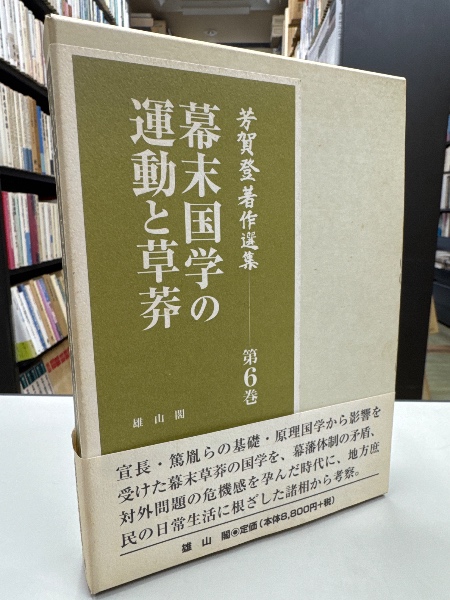 芳賀登著作選集――第6巻
幕末国学の
運動と草莽
雄山閣
宣長・篤胤らの基礎・原理国学から影響を
受けた幕末草莽の国学を、幕藩体制の矛盾、
対外問題の危機感を孕んだ時代に、地方庶
民の日常生活に根ざした諸相から考察。
雄山閣◉定価(本体8,800円+税)